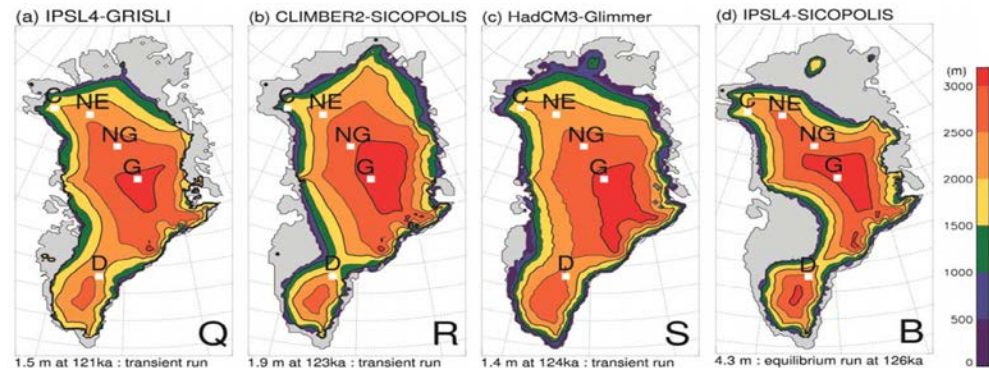 (a) IPSL4-GRISLI
(b) CLIMBER2-SICOPOLIS
(c) HadCM3-Glimmer
(d) IPSL4-SICOPOLIS
C
NE
NG
G
D
Q
1.5 m at 121ka : transient run
C
NE
NG
G
D
R
1.9 m at 123ka : transient run
C
NE
NG
G
D
S
1.4 m at 124ka : transient run
C
NE
NG
G
D
B
4.3 m : equilibrium run at 126ka
(m)
3000
2500
2000
1500
1000
500
0